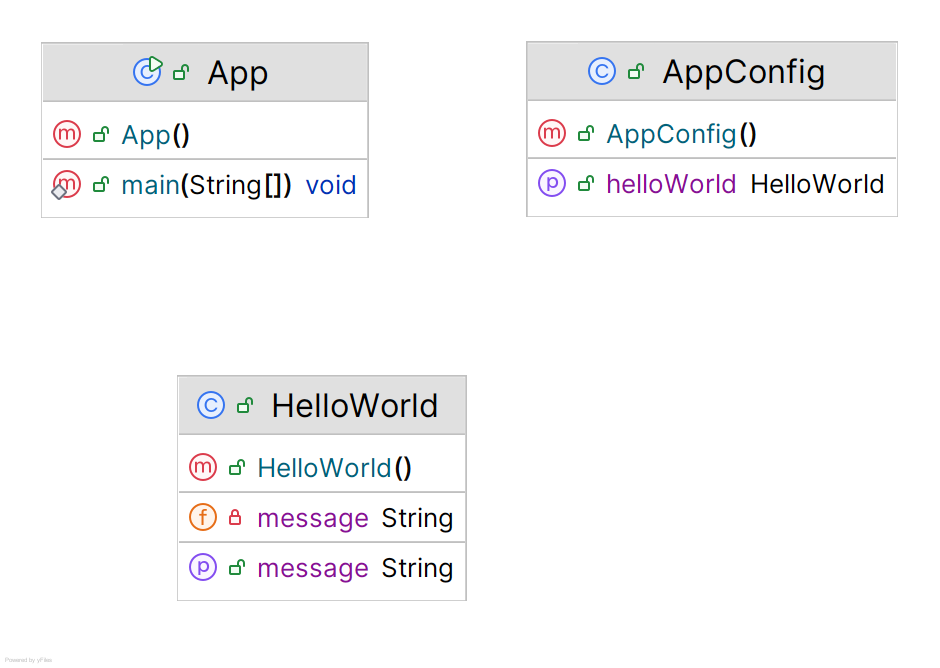 App
App()
main(String[]) void
AppConfig
AppConfig()
helloWorld HelloWorld
HelloWorld
HelloWorld()
message String
message String
Powered by yFiles